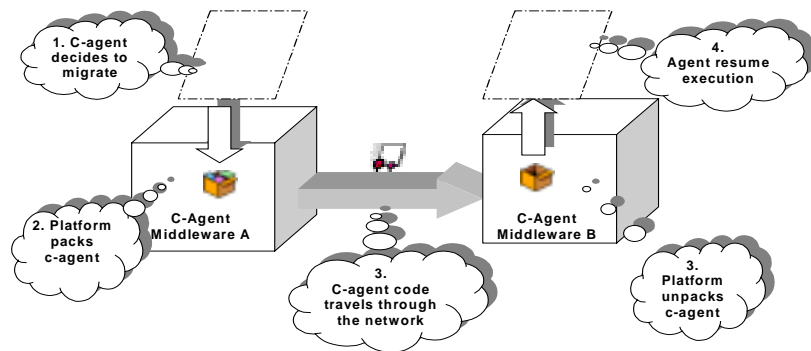 1. C-agent
decides to
migrate
4.
Agent resume
execution
2. Platform
packs
c-agent
C-Agent
Middleware A
C-Agent
Middleware B
3.
C-agent code
travels through
the network
3.
Platform
unpacks
c-agent